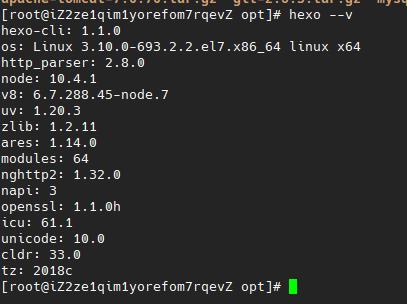 [root@iZ2ze1qim1yorefom7rqevZ opt]# hexo --v
hexo-cli: 1.1.0
os: Linux 3.10.0-693.2.2.el7.x86_64 linux x64
http_parser: 2.8.0
node: 10.4.1
v8: 6.7.288.45-node.7
uv: 1.20.3
zlib: 1.2.11
ares: 1.14.0
modules: 64
nghttp2: 1.32.0
napi: 3
openssl: 1.1.0h
icu: 61.1
unicode: 10.0
cldr: 33.0
tz: 2018c
[root@iZ2ze1qim1yorefom7rqevZ opt]#